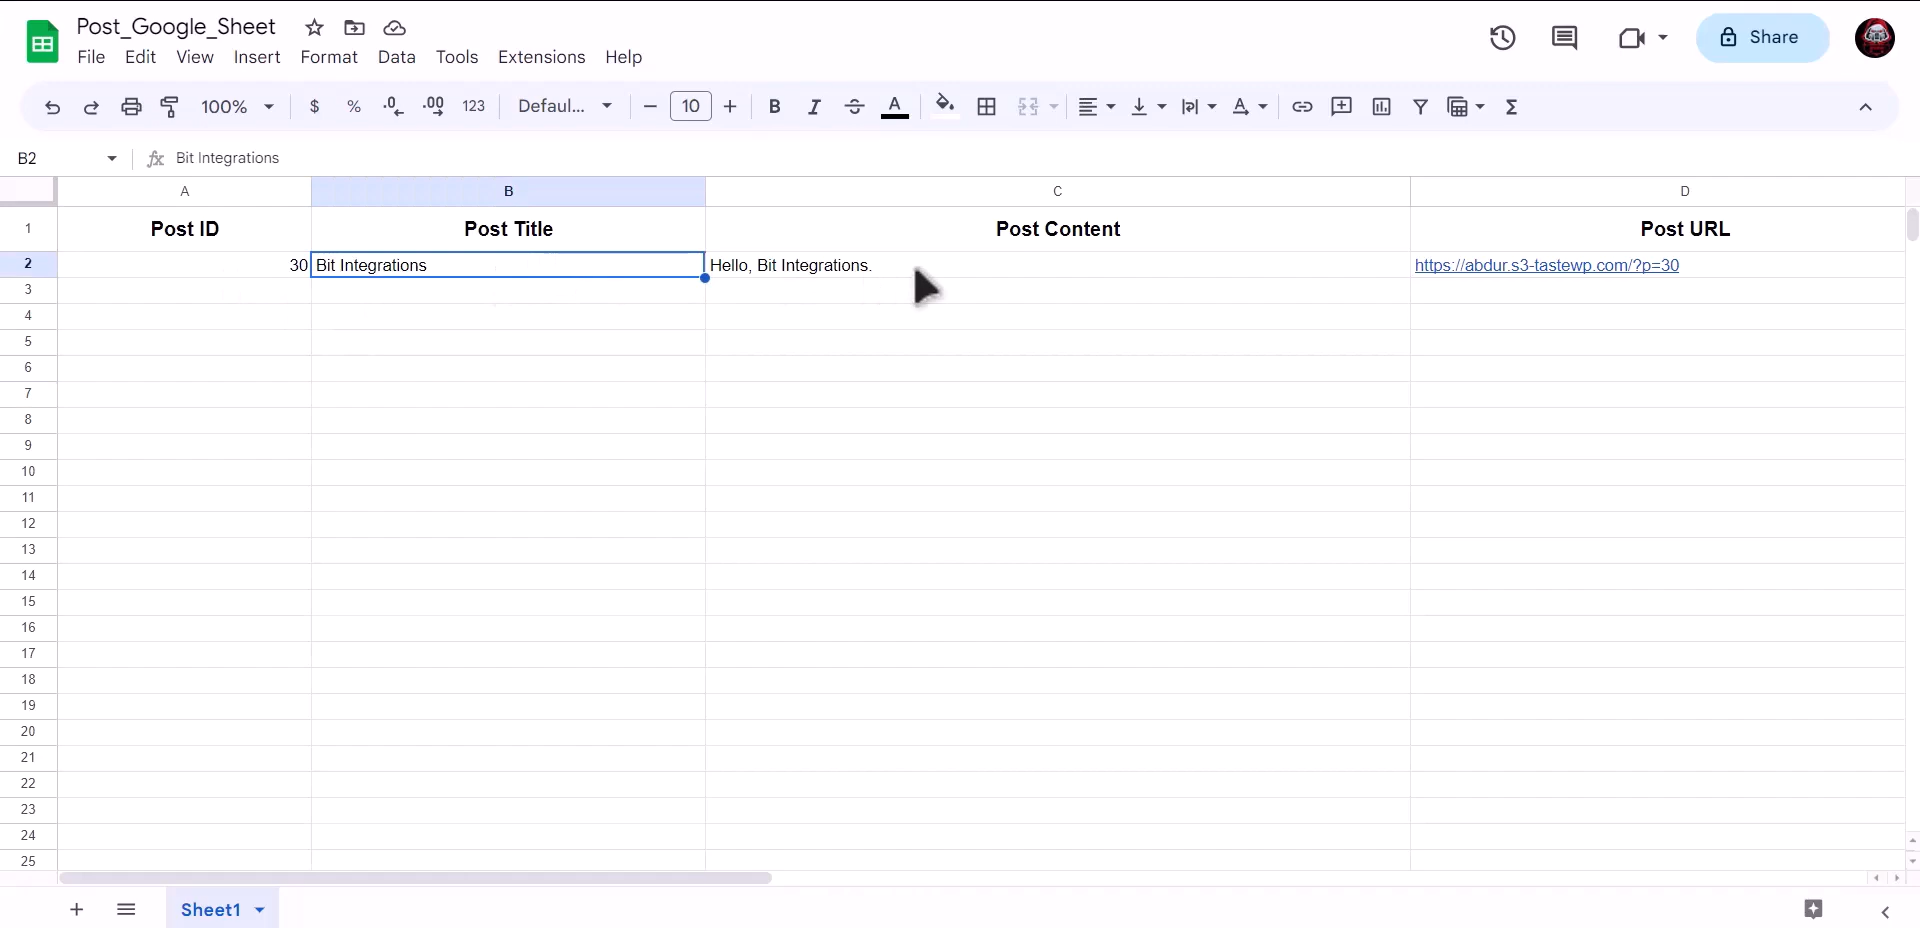 Post_Google_Sheet
File Edit View Insert Format Data Tools Extensions Help
Share
100% $ % .0 .00 123 Defaul... 10 B I A
B2 fx Bit Integrations
A B C D
1 Post ID Post Title Post Content Post URL
2 30 Bit Integrations Hello, Bit Integrations. https://abdur.s3-tastewp.com/?p=30
3
4
5
6
7
8
9
10
11
12
13
14
15
16
17
18
19
20
21
22
23
24
25
Sheet1